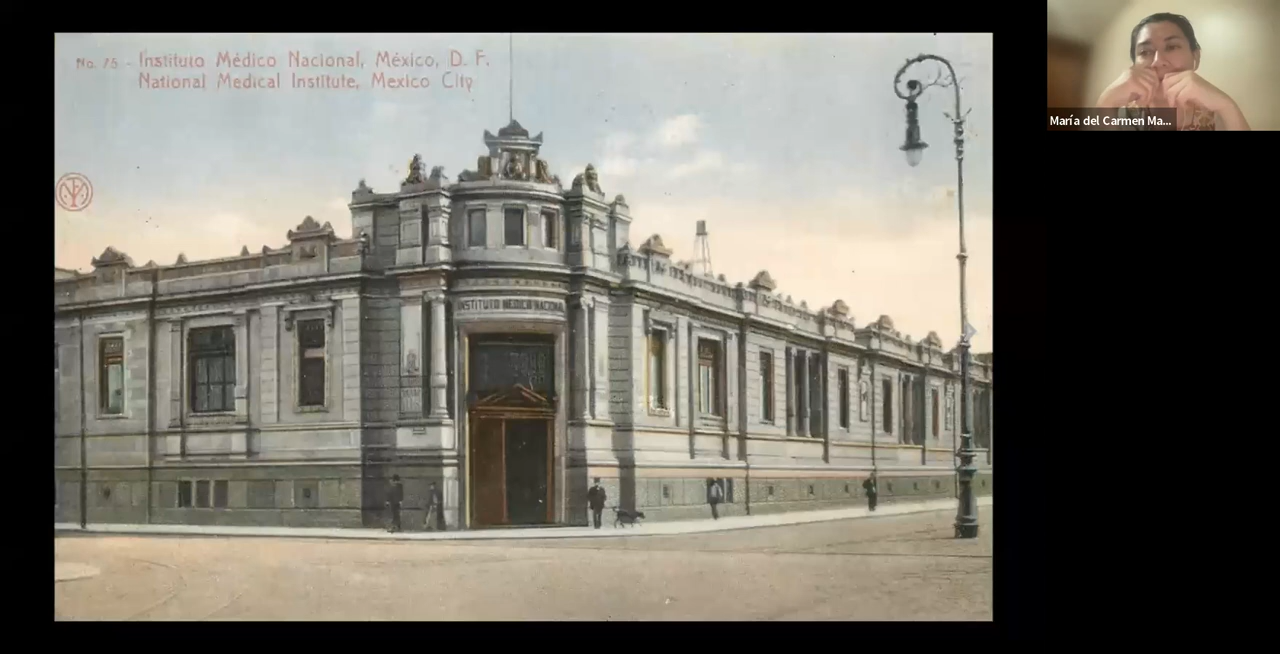 No. 75 - Instituto Médico Nacional, México, D. F.
National Medical Institute, Mexico City
INSTITUTO MEDICO NACIONAL
María del Carmen Ma...